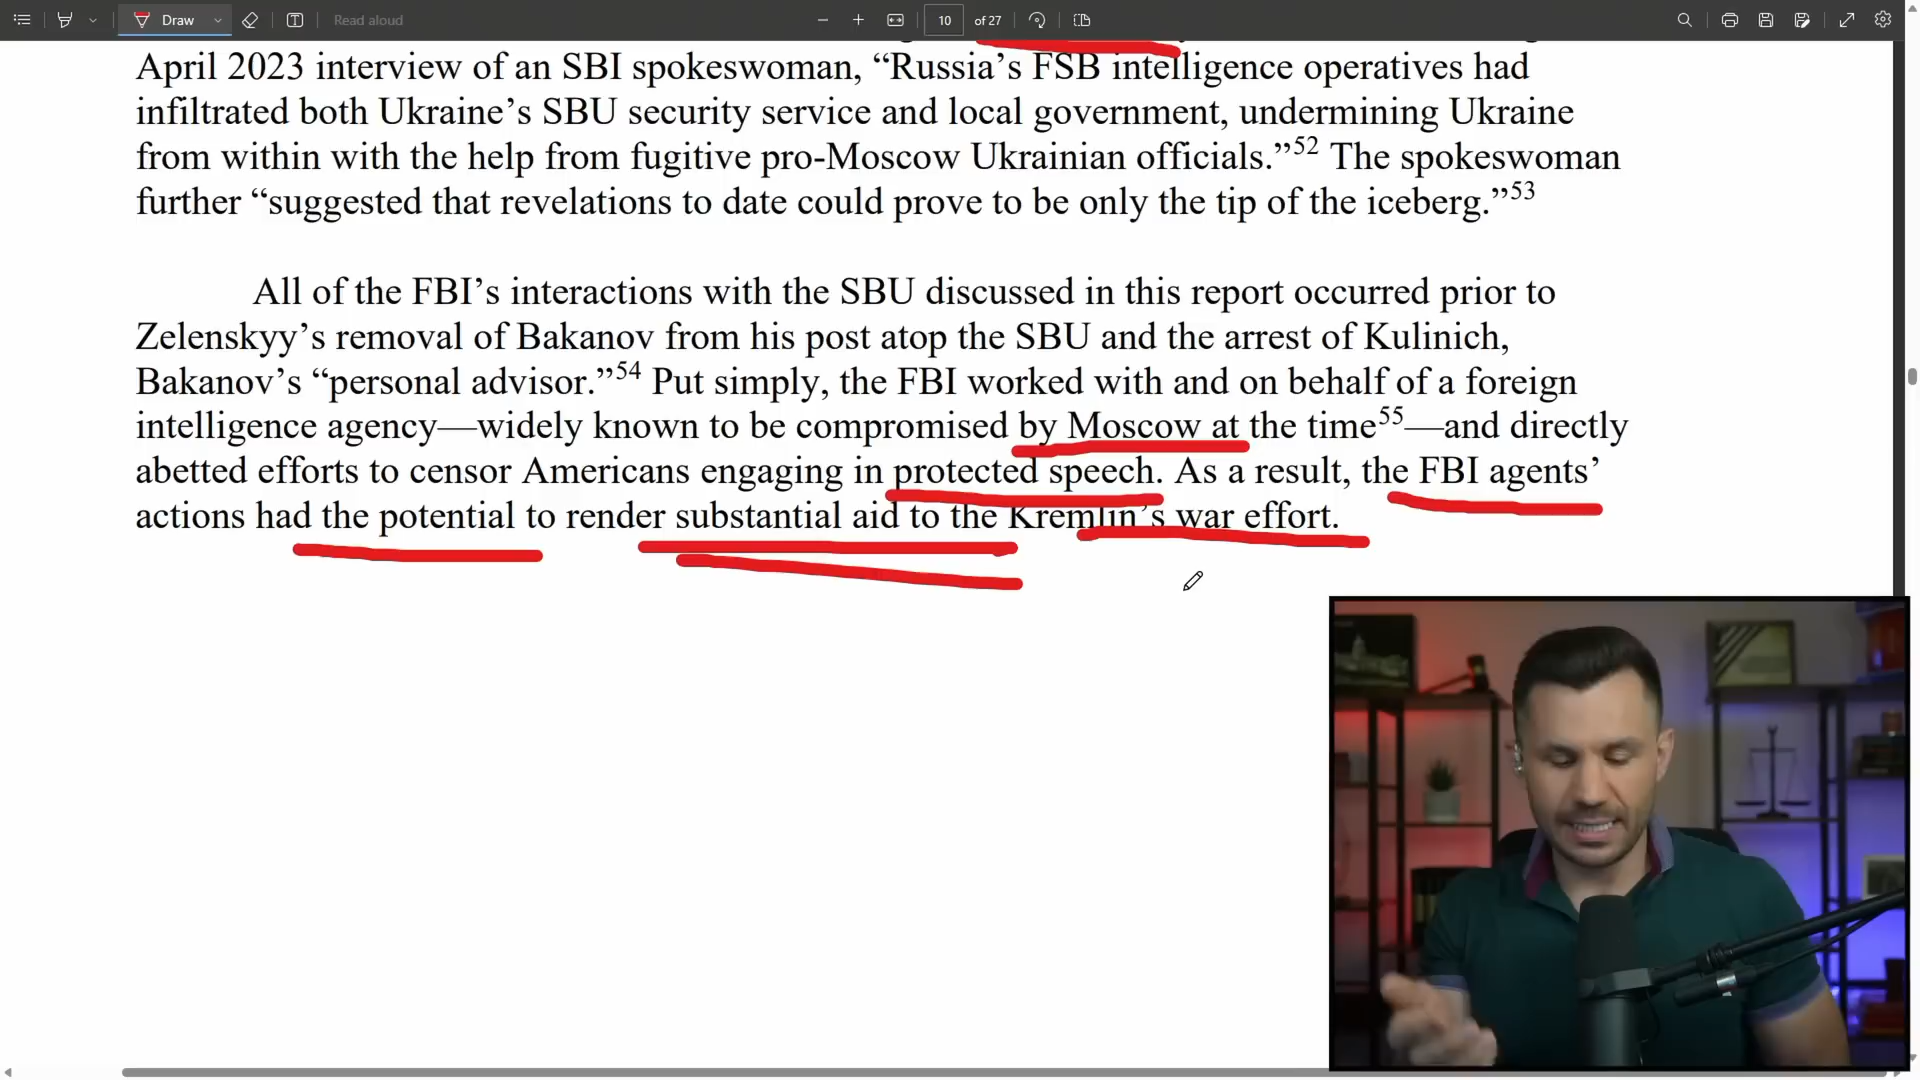 Draw
Read aloud
10
of 27
April 2023 interview of an SBI spokeswoman, “Russia’s FSB intelligence operatives had
infiltrated both Ukraine’s SBU security service and local government, undermining Ukraine
from within with the help from fugitive pro-Moscow Ukrainian officials.”52 The spokeswoman
further “suggested that revelations to date could prove to be only the tip of the iceberg.”53
All of the FBI’s interactions with the SBU discussed in this report occurred prior to
Zelenskyy’s removal of Bakanov from his post atop the SBU and the arrest of Kulinich,
Bakanov’s “personal advisor.”54 Put simply, the FBI worked with and on behalf of a foreign
intelligence agency—widely known to be compromised by Moscow at the time55—and directly
abetted efforts to censor Americans engaging in protected speech. As a result, the FBI agents’
actions had the potential to render substantial aid to the Kremlin’s war effort.